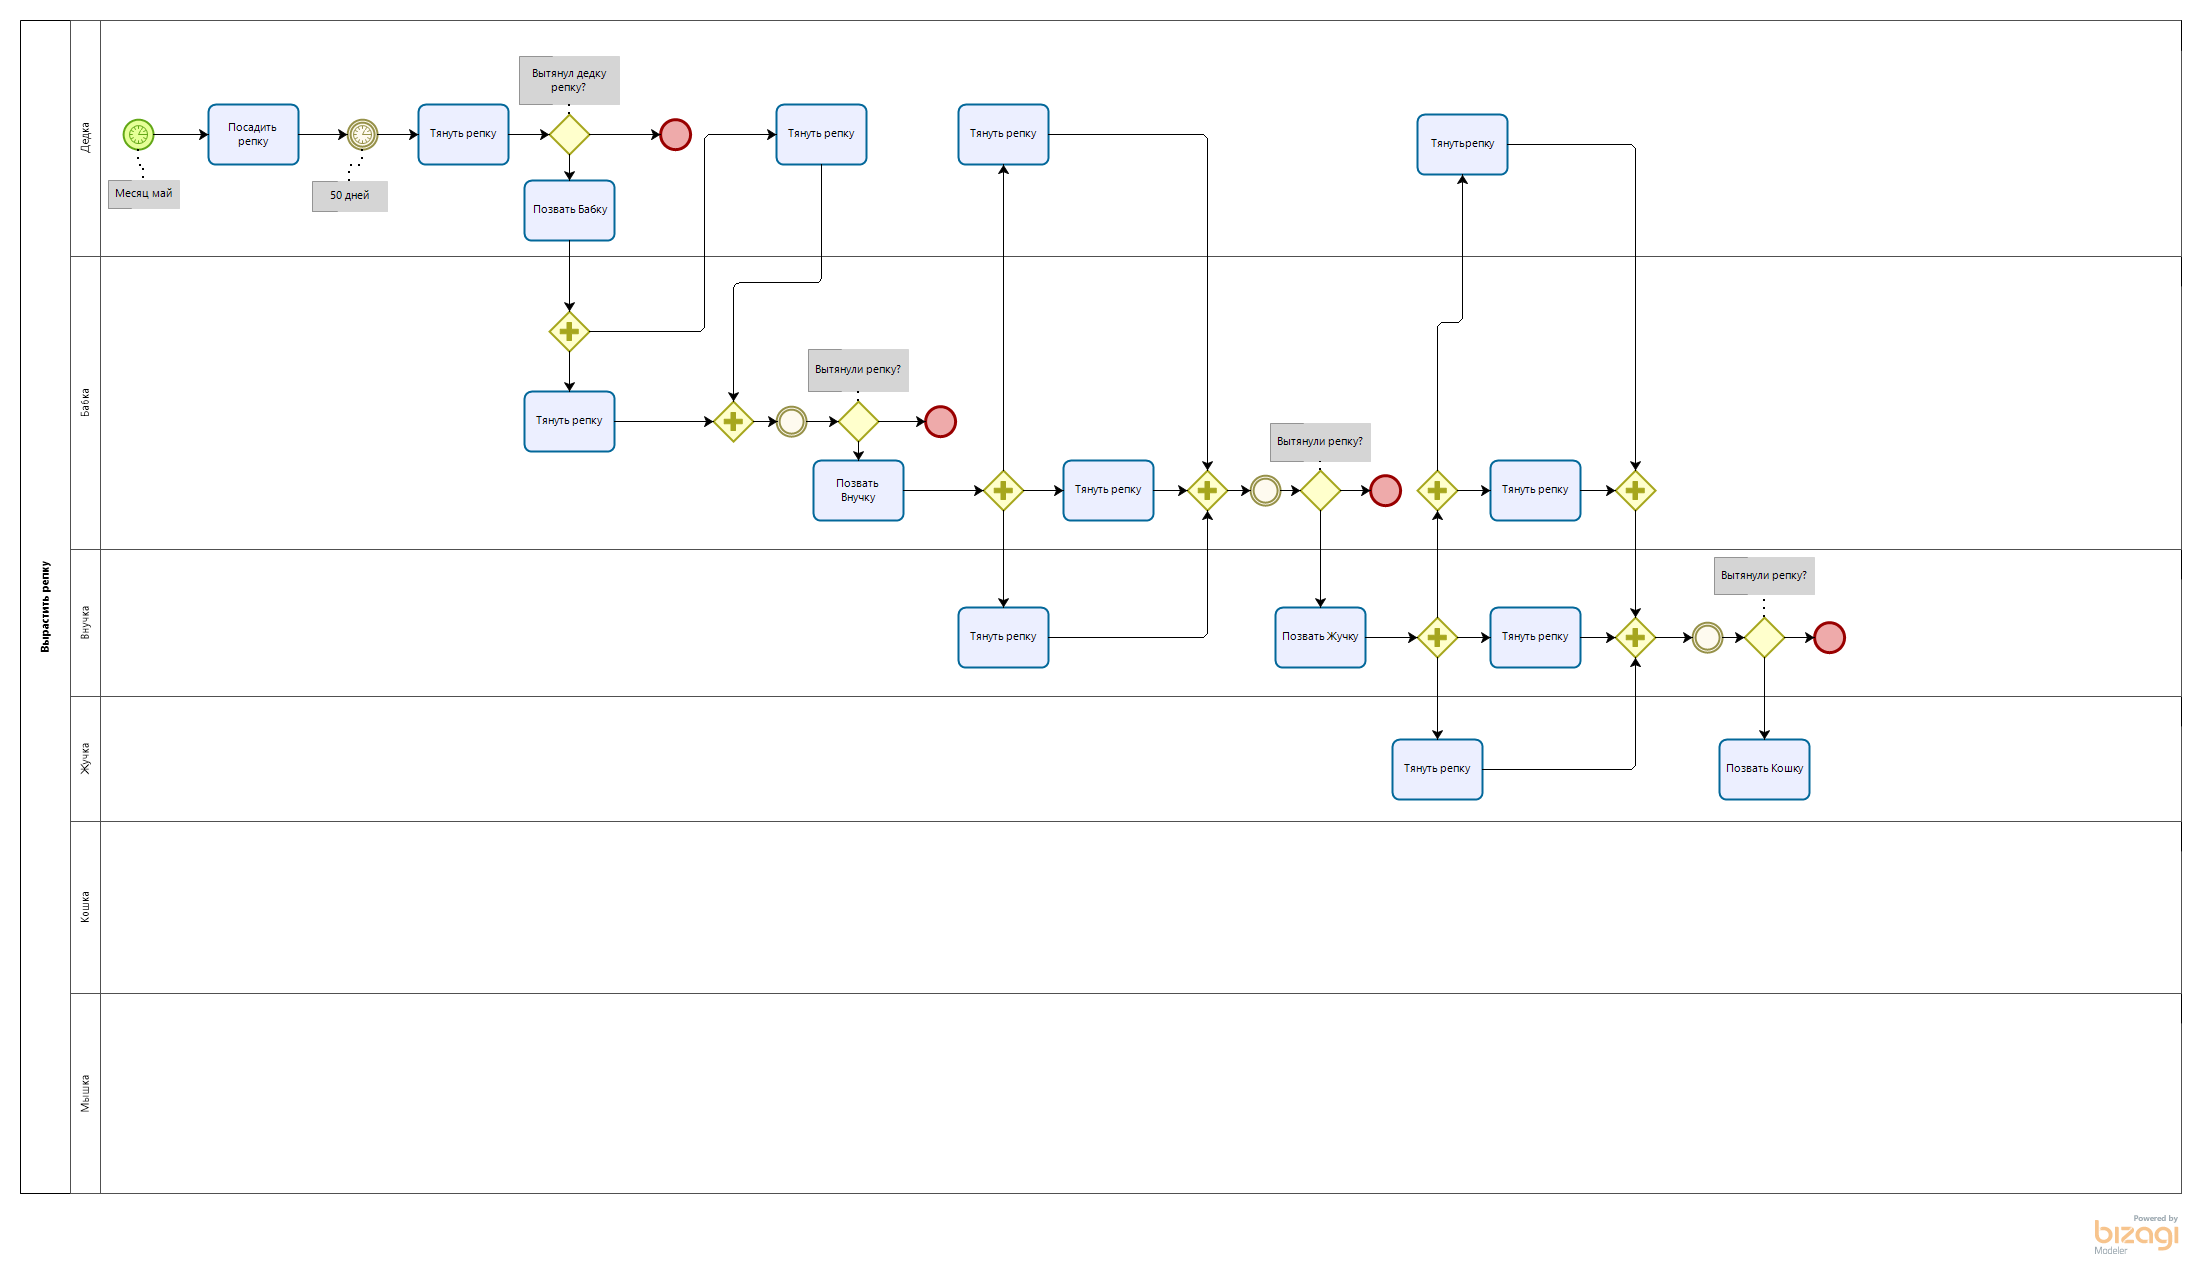 Вырастить репку
Дедка
Месяц май
Посадить
репку
50 дней
Тянуть репку
Вытянул дедку
репку?
Позвать Бабку
Тянуть репку
Тянуть репку
Тянутьрепку
Бабка
Тянуть репку
Вытянули репку?
Позвать
Внучку
Тянуть репку
Вытянули репку?
Тянуть репку
Внучка
Тянуть репку
Позвать Жучку
Тянуть репку
Вытянули репку?
Жучка
Тянуть репку
Позвать Кошку
Кошка
Мышка
Powered by
bizagi
Modeler